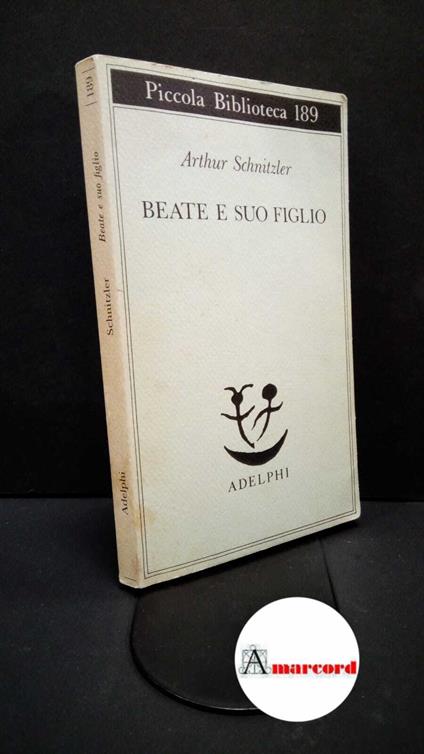 Piccola Biblioteca 189
Arthur Schnitzler
BEATE E SUO FIGLIO
ADELPHI
189
Beate e suo figlio
Schnitzler
Adelphi
Amarcord